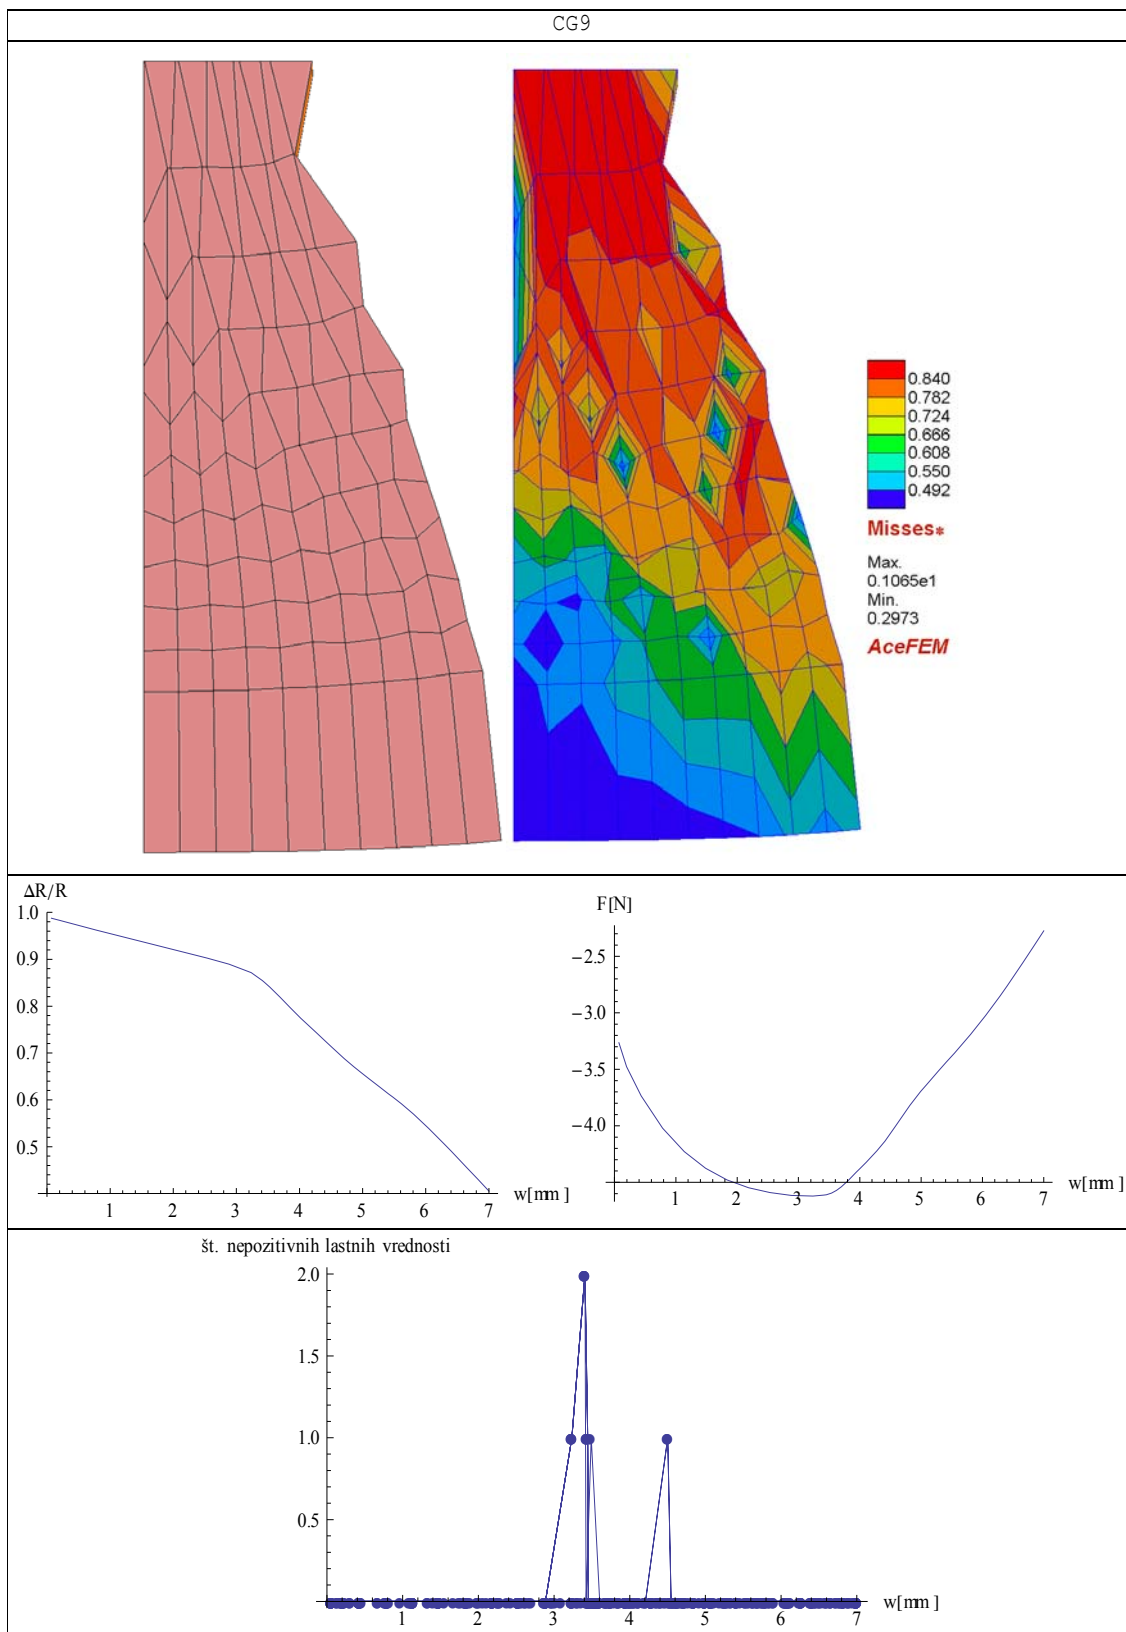 CG9
0.840
0.782
0.724
0.666
0.608
0.550
0.492
Misses*
Max.
0.1065e1
Min.
0.2973
AceFEM
ΔR/R
1.0
0.9
0.8
0.7
0.6
0.5
1 2 3 4 5 6 7 w[mm]
F[N]
−2.5
−3.0
−3.5
−4.0
1 2 3 4 5 6 7 w[mm]
št. nepozitivnih lastnih vrednosti
2.0
1.5
1.0
0.5
1 2 3 4 5 6 7 w[mm]